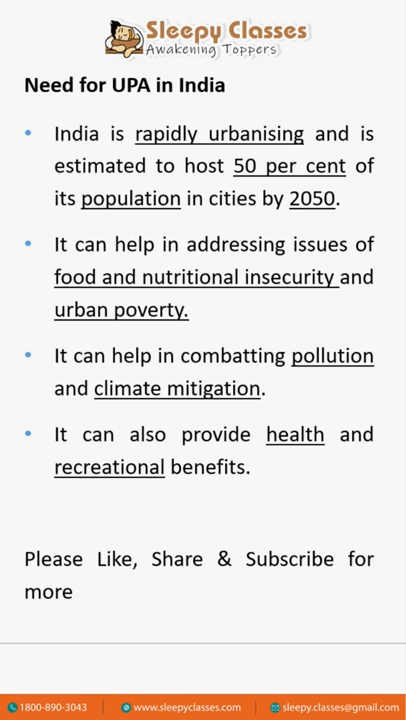 Sleepy Classes
Awakening Toppers
Need for UPA in India
• India is rapidly urbanising and is
estimated to host 50 per cent of
its population in cities by 2050.
• It can help in addressing issues of
food and nutritional insecurity and
urban poverty.
• It can help in combatting pollution
and climate mitigation.
• It can also provide health and
recreational benefits.
Please Like, Share & Subscribe for
more
1800-890-3043 www.sleepyclasses.com sleepy.classes@gmail.com